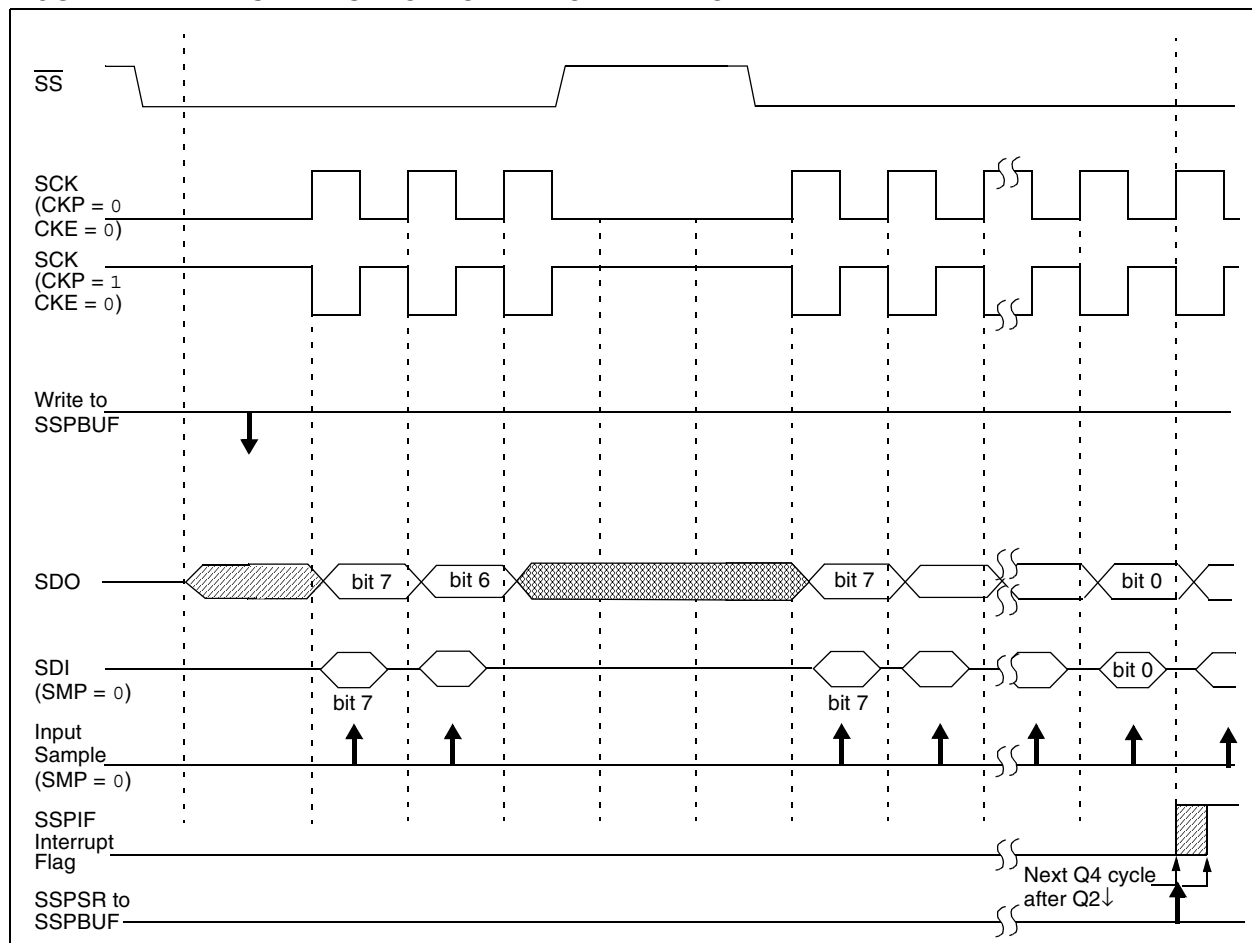 SS
SCK
(CKP = 0
CKE = 0)
SCK
(CKP = 1
CKE = 0)
Write to
SSPBUF
SDO
bit 7
bit 6
bit 7
bit 0
SDI
(SMP = 0)
bit 7
bit 7
bit 0
Input
Sample
(SMP = 0)
SSPIF
Interrupt
Flag
Next Q4 cycle
after Q2↓
SSPSR to
SSPBUF